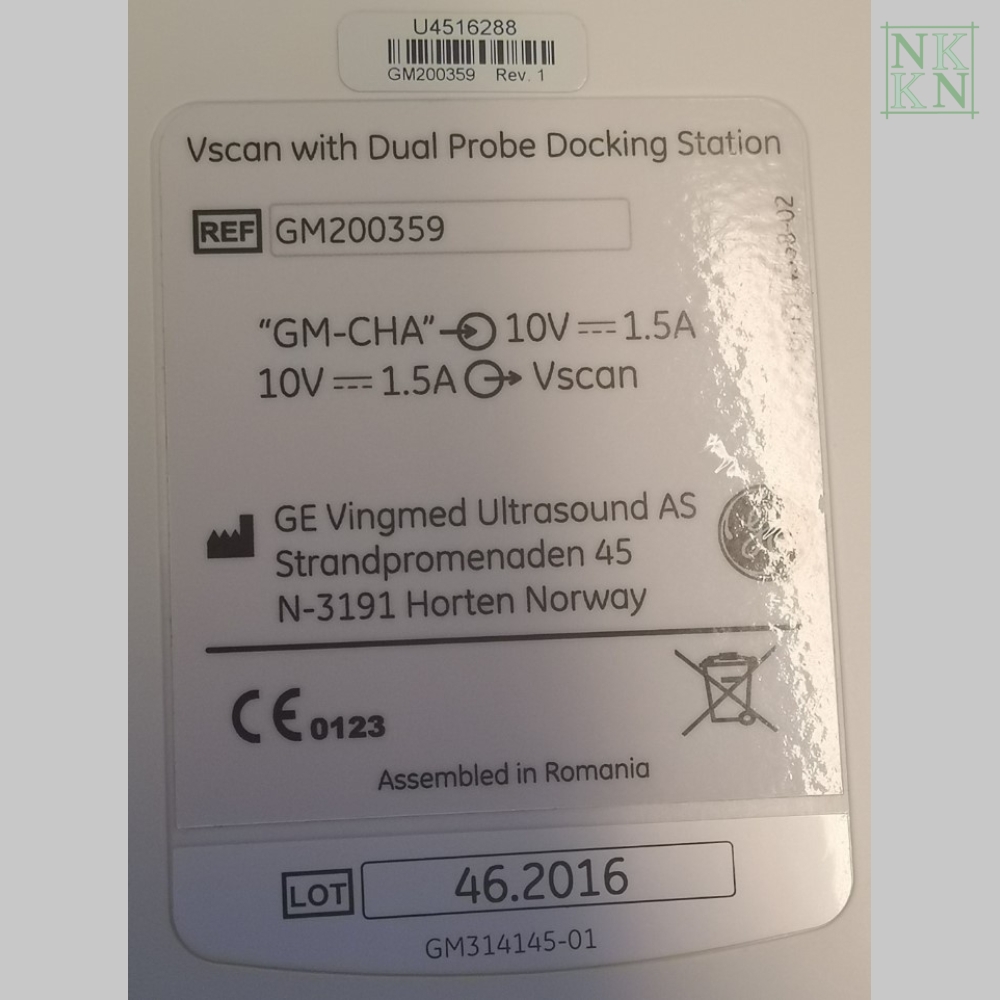 U4516288
GM200359 Rev. 1
NK
KN
Vscan with Dual Probe Docking Station
REF GM200359
"GM-CHA" 10V 1.5A
10V 1.5A Vscan
GE Vingmed Ultrasound AS
Strandpromenaden 45
N-3191 Horten Norway
CE 0123
Assembled in Romania
LOT 46.2016
GM314145-01